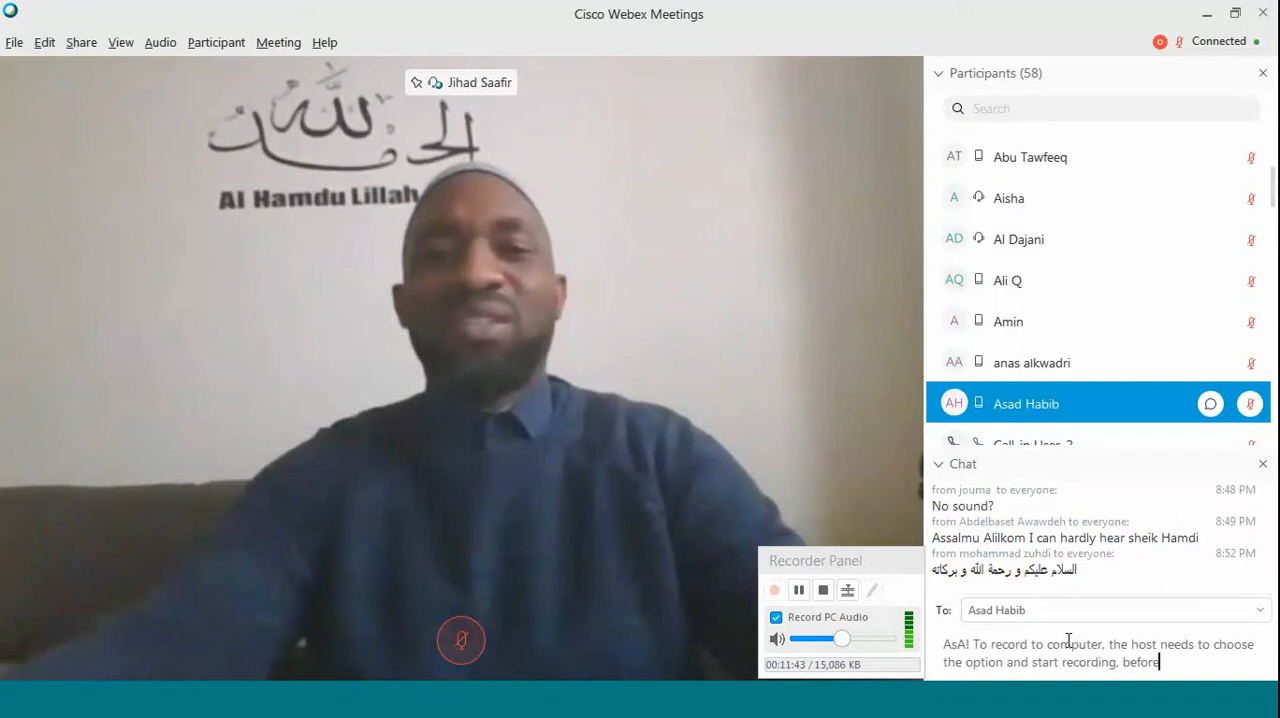 Cisco Webex Meetings
File Edit Share View Audio Participant Meeting Help
Connected
Jihad Saafir
الحمد لله
Al Hamdu Lillah
Participants (58)
Search
AT Abu Tawfeeq
A Aisha
AD Al Dajani
AQ Ali Q
A Amin
AA anas alkwadri
AH Asad Habib
Call-in User_2
Chat
from jouma to everyone: 8:48 PM
No sound?
from Abdelbaset Awawdeh to everyone: 8:49 PM
Assalmu Alilkom I can hardly hear sheik Hamdi
from mohammad zuhdi to everyone: 8:52 PM
السلام عليكم و رحمة الله و بركاته
To: Asad Habib
AsA! To record to computer, the host needs to choose
the option and start recording, before
Recorder Panel
Record PC Audio
00:11:43 / 15,086 KB